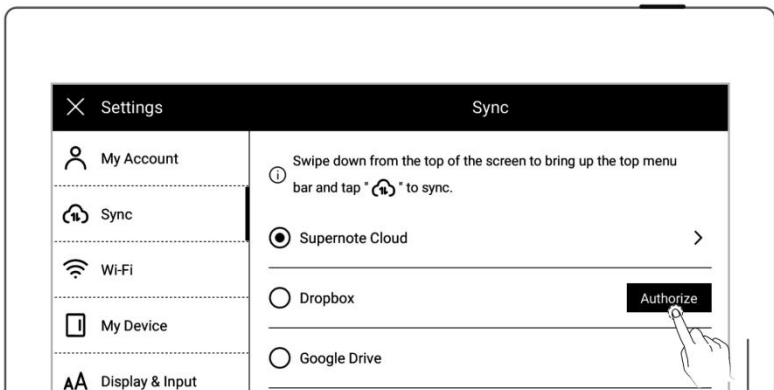 Settings
Sync
My Account
Sync
Wi-Fi
My Device
AA Display & Input
Swipe down from the top of the screen to bring up the top menu
bar and tap " " to sync.
Supernote Cloud
Dropbox
Authorize
Google Drive